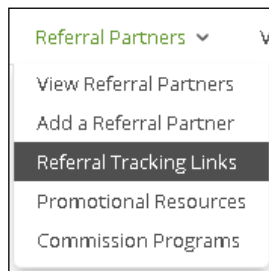 Referral Partners
View Referral Partners
Add a Referral Partner
Referral Tracking Links
Promotional Resources
Commission Programs